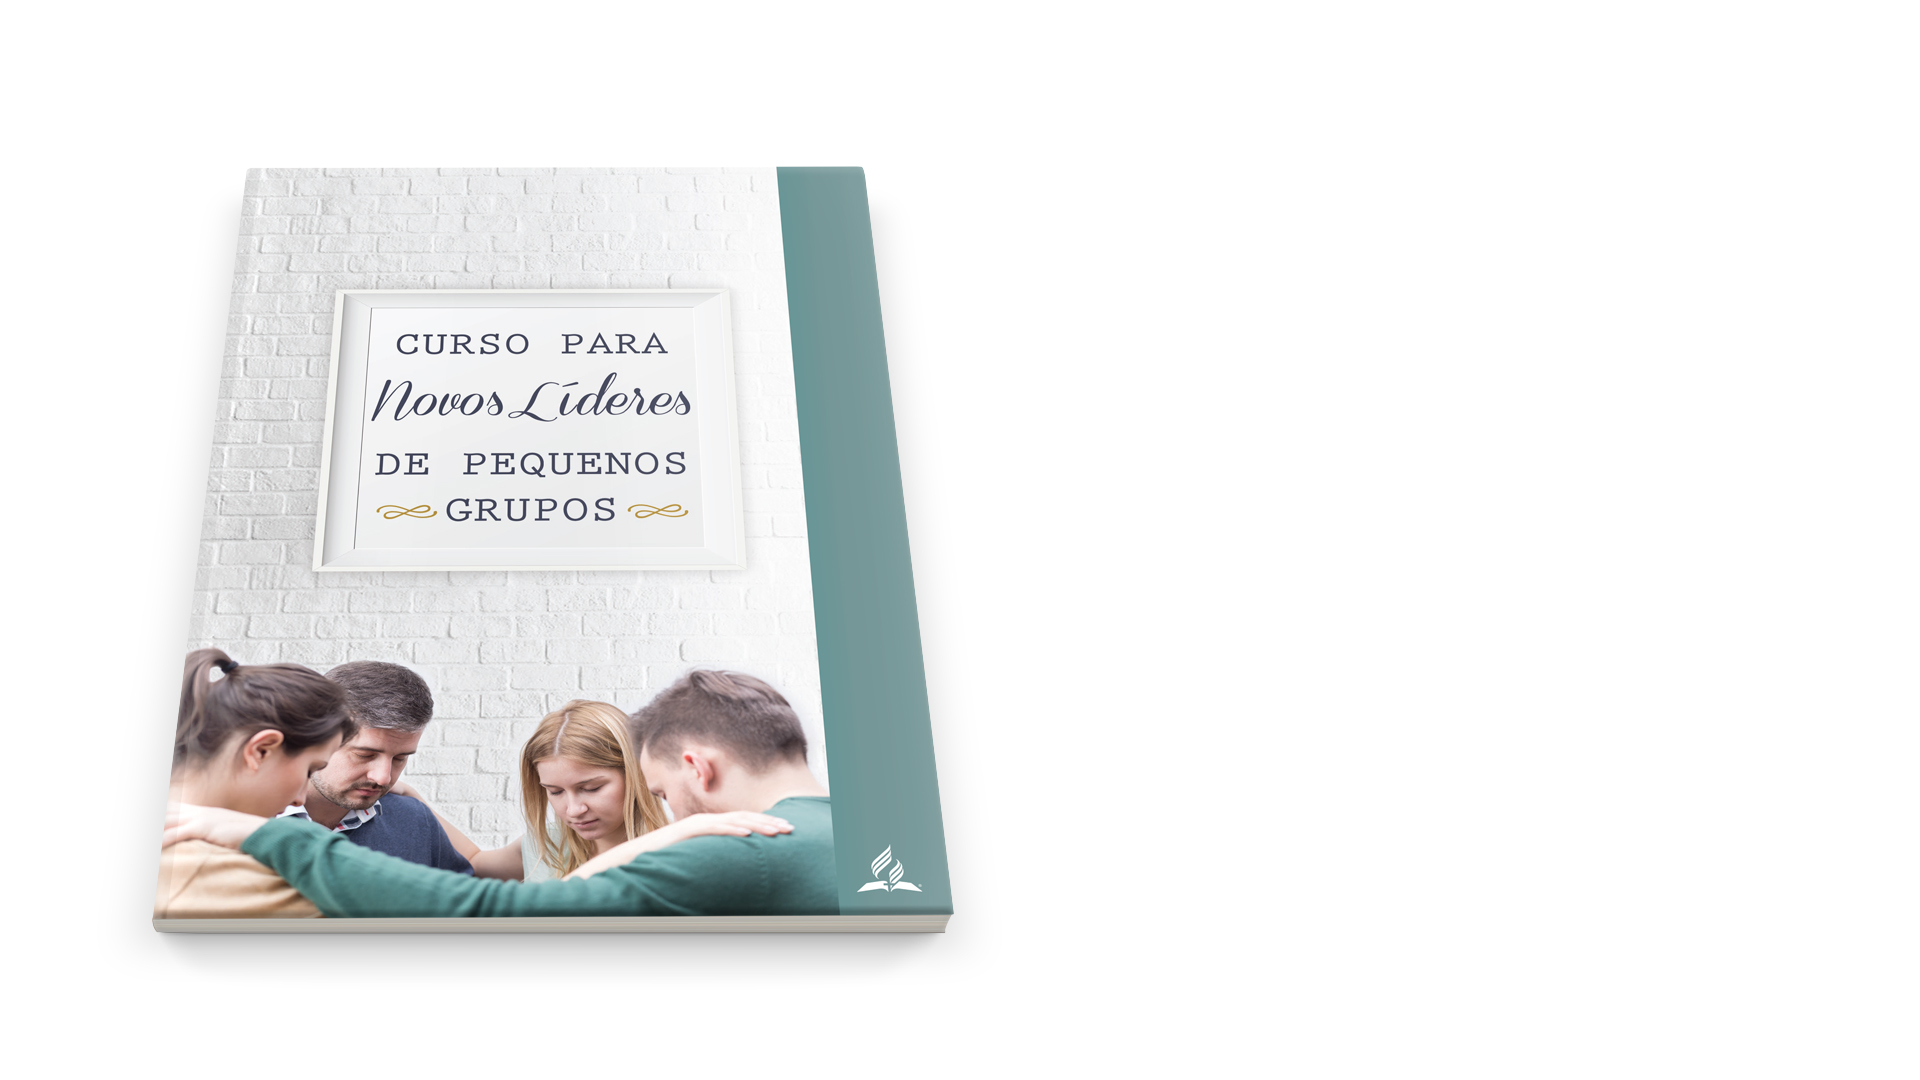 CURSO PARA
Novos Líderes
DE PEQUENOS
GRUPOS